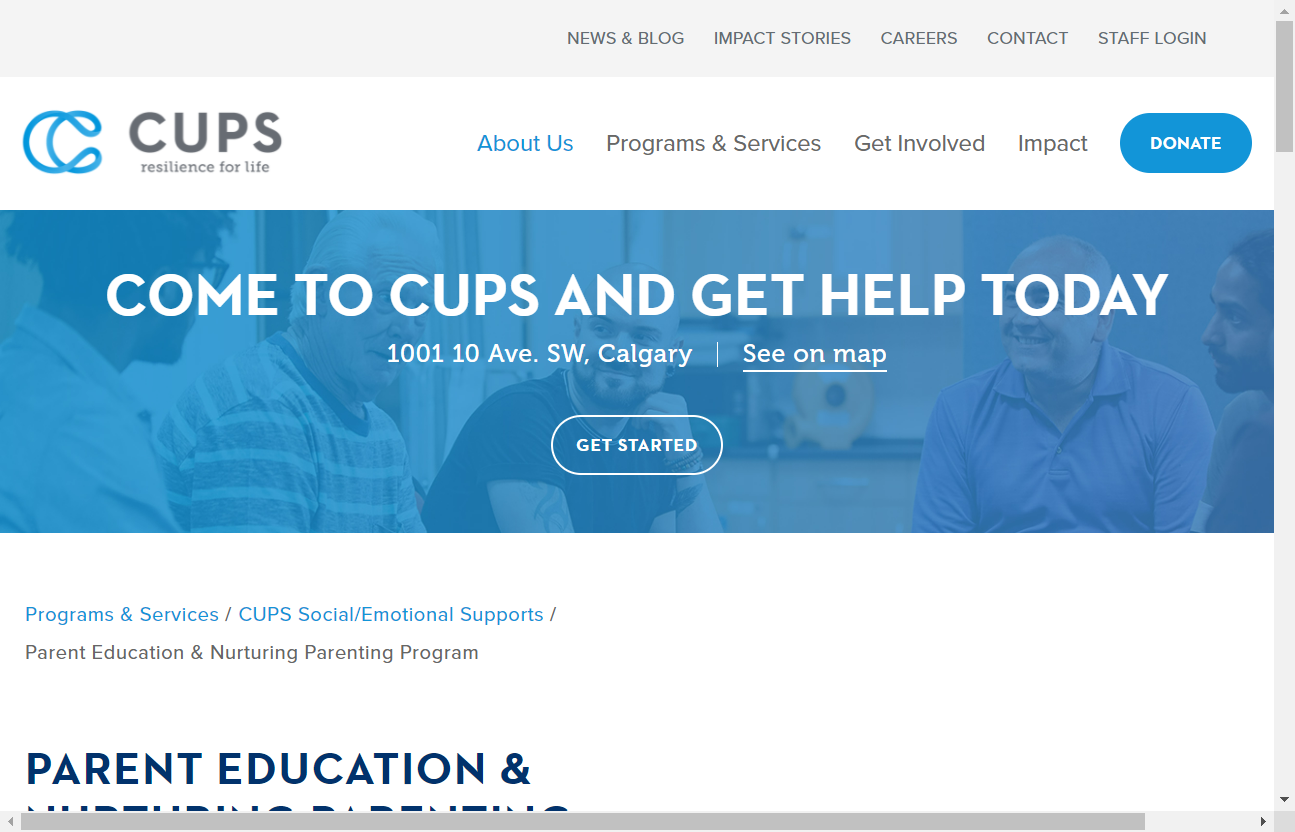 NEWS & BLOG IMPACT STORIES CAREERS CONTACT STAFF LOGIN
CUPS
resilience for life
About Us Programs & Services Get Involved Impact DONATE
COME TO CUPS AND GET HELP TODAY
1001 10 Ave. SW, Calgary See on map
GET STARTED
Programs & Services / CUPS Social/Emotional Supports /
Parent Education & Nurturing Parenting Program
PARENT EDUCATION &
NURTURING PARENTING